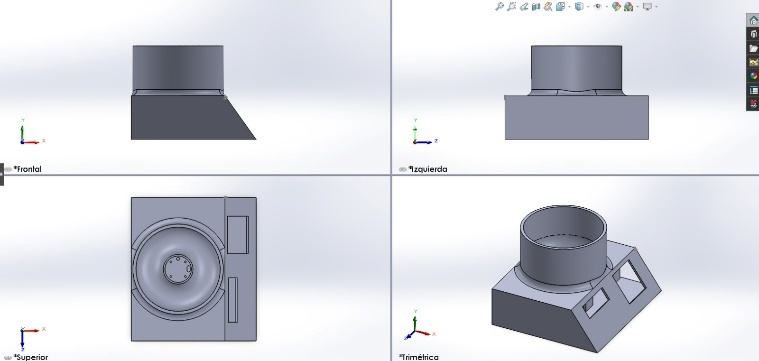 Y
X
*Frontal
Y
Z
*Izquierda
X
Z
*Superior
Y
X
Z
*Trimétrica